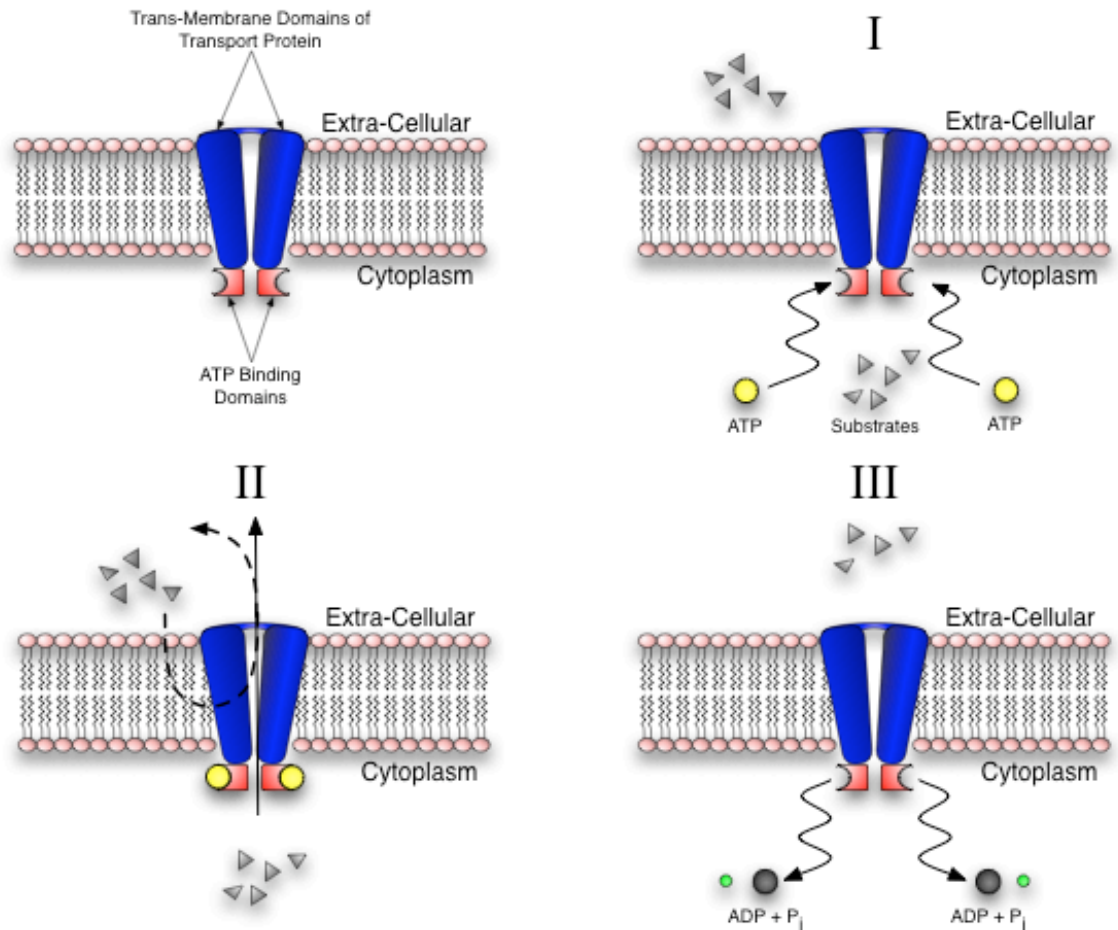 Trans-Membrane Domains of
Transport Protein
Extra-Cellular
Cytoplasm
ATP Binding
Domains
I
Extra-Cellular
Cytoplasm
ATP
Substrates
ATP
II
Extra-Cellular
Cytoplasm
III
Extra-Cellular
Cytoplasm
ADP + Pi
ADP + Pi